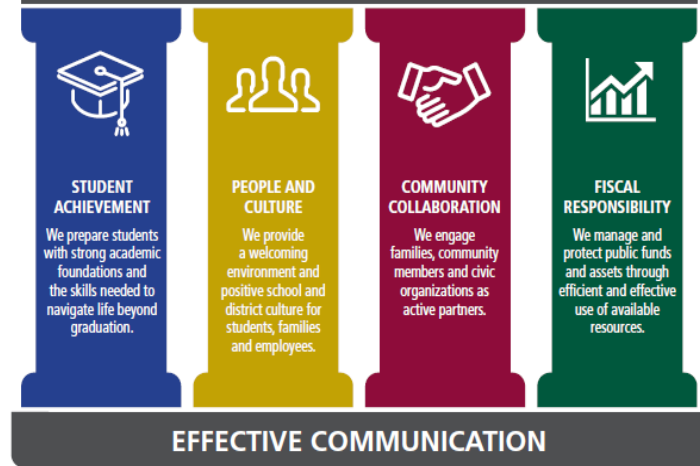 STUDENT
ACHIEVEMENT
We prepare students
with strong academic
foundations and
the skills needed to
navigate life beyond
graduation.
PEOPLE AND
CULTURE
We provide
a welcoming
environment and
positive school and
district culture for
students, families
and employees.
COMMUNITY
COLLABORATION
We engage
families, community
members and civic
organizations as
active partners.
FISCAL
RESPONSIBILITY
We manage and
protect public funds
and assets through
efficient and effective
use of available
resources.
EFFECTIVE COMMUNICATION